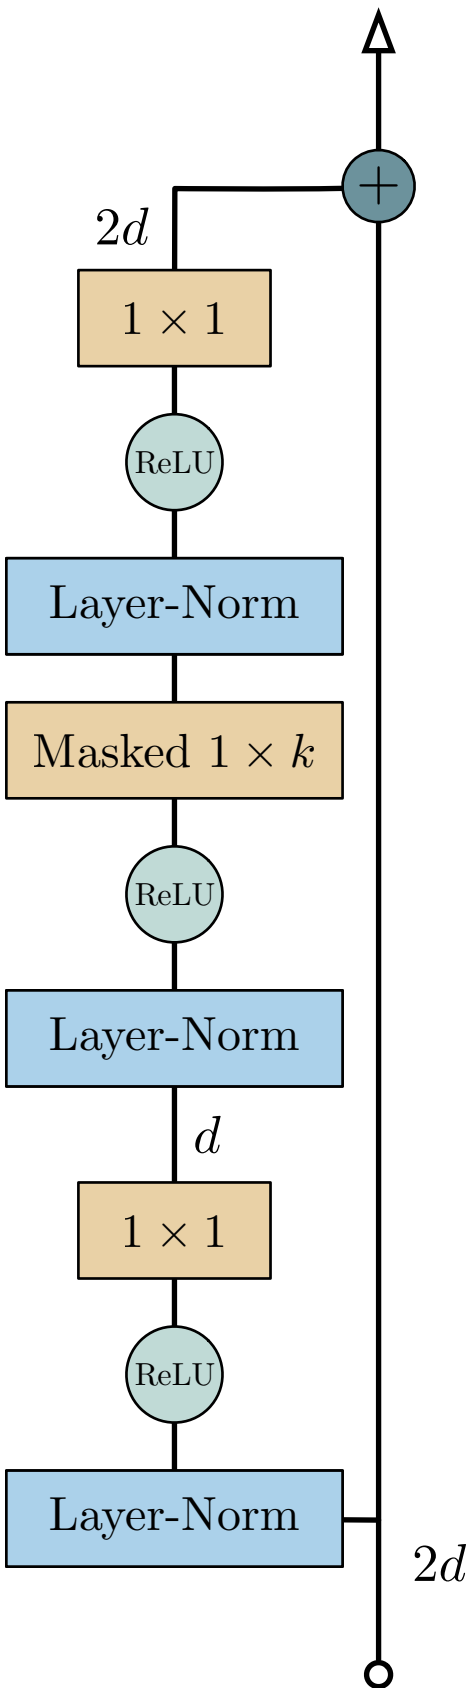 +
2d
1 × 1
ReLU
Layer-Norm
Masked 1 × k
ReLU
Layer-Norm
d
1 × 1
ReLU
Layer-Norm
2d